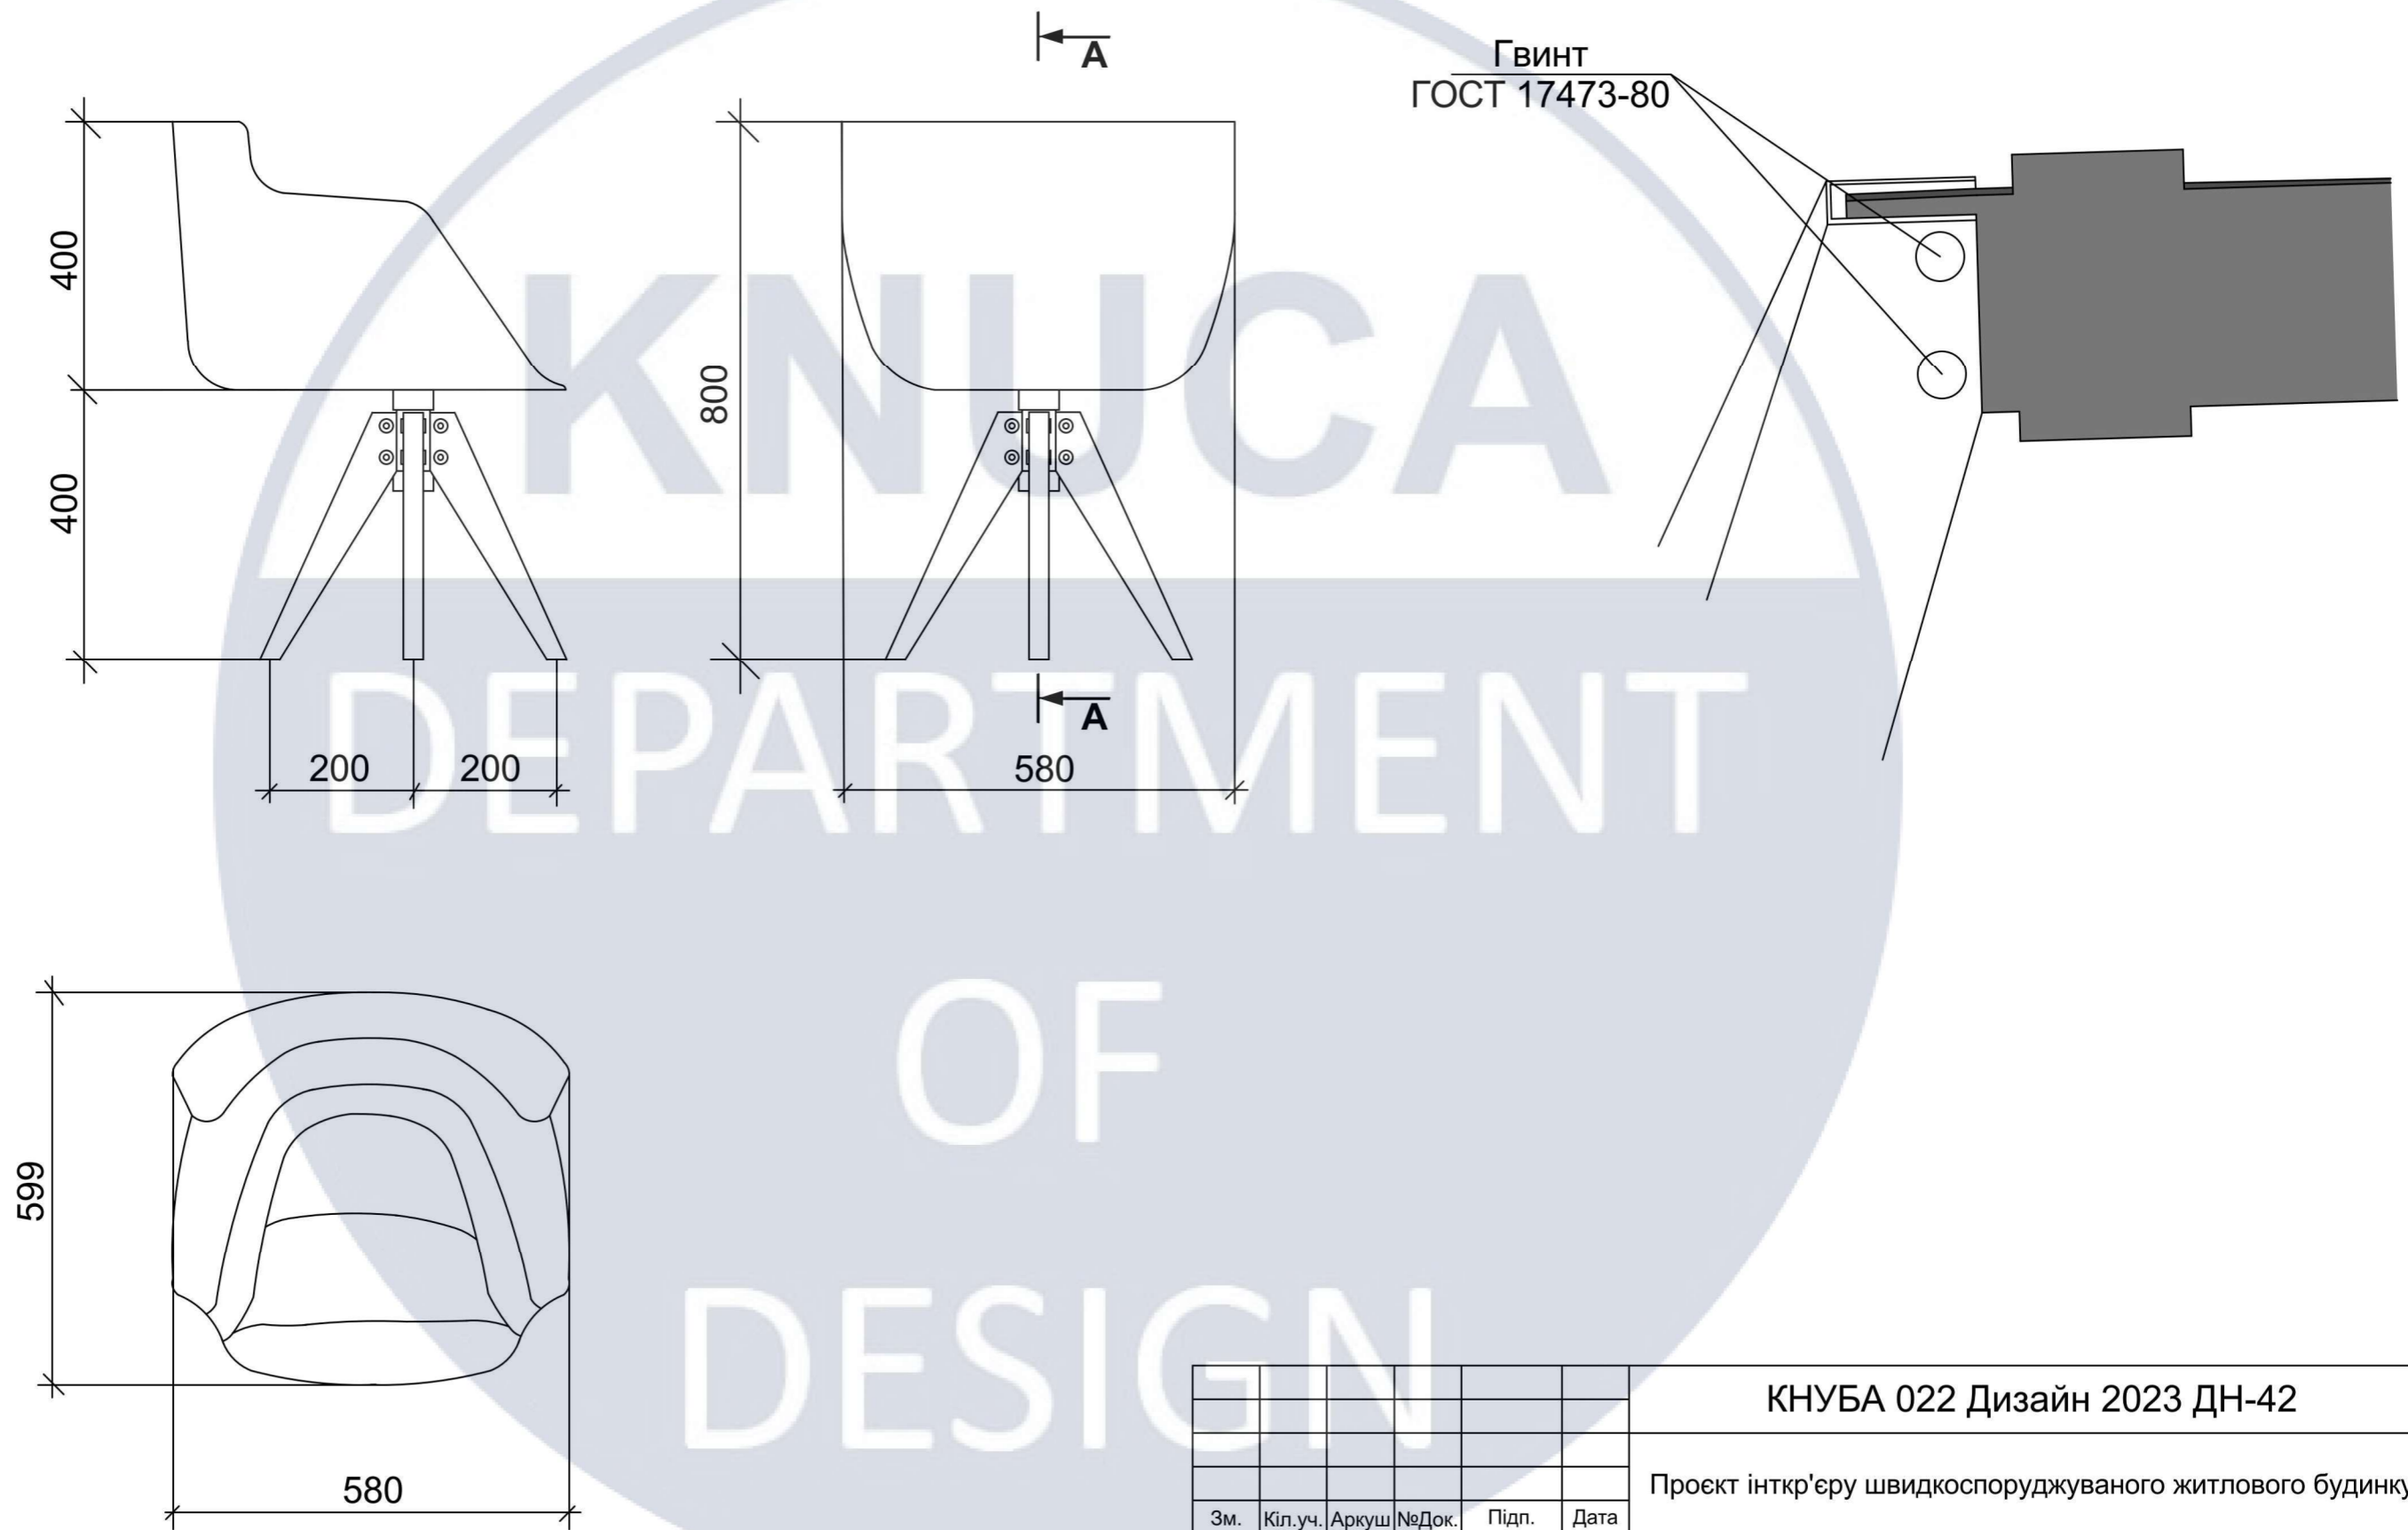 A
Гвинт
ГОСТ 17473-80
400
800
400
A
200
200
580
599
580
KNUCA
DEPARTMENT
OF
DESIGN
КНУБА 022 Дизайн 2023 ДН-42
Проєкт інткр'єру швидкоспоруджуваного житлового будинку
Зм. Кіл.уч. Аркуш №Док. Підп. Дата